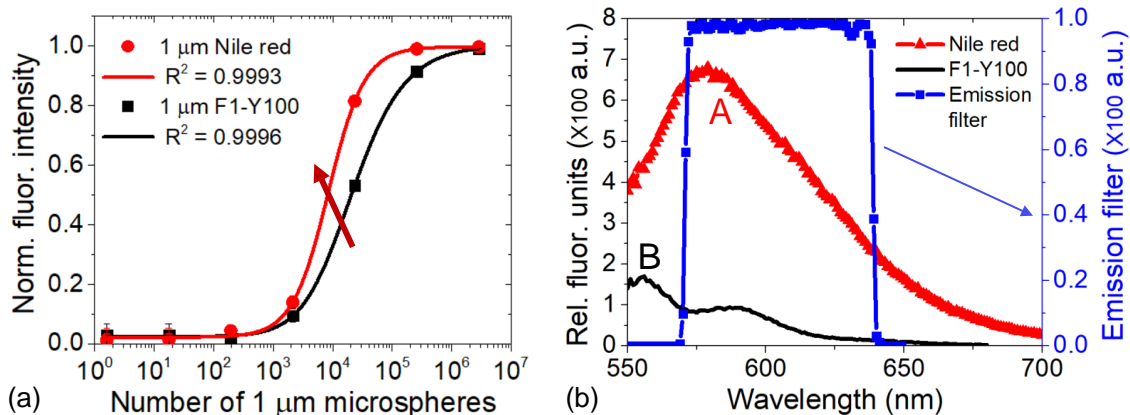 1.0
0.8
0.6
0.4
0.2
0.0
Norm. fluor. intensity
1 μm Nile red
R² = 0.9993
1 μm F1-Y100
R² = 0.9996
10⁰ 10¹ 10² 10³ 10⁴ 10⁵ 10⁶ 10⁷
Number of 1 μm microspheres
(a)
8
7
6
5
4
3
2
1
0
Rel. fluor. units (X100 a.u.)
A
B
Nile red
F1-Y100
Emission
filter
550 600 650 700
Wavelength (nm)
1.0
0.8
0.6
0.4
0.2
0.0
Emission filter (X100 a.u.)
(b)